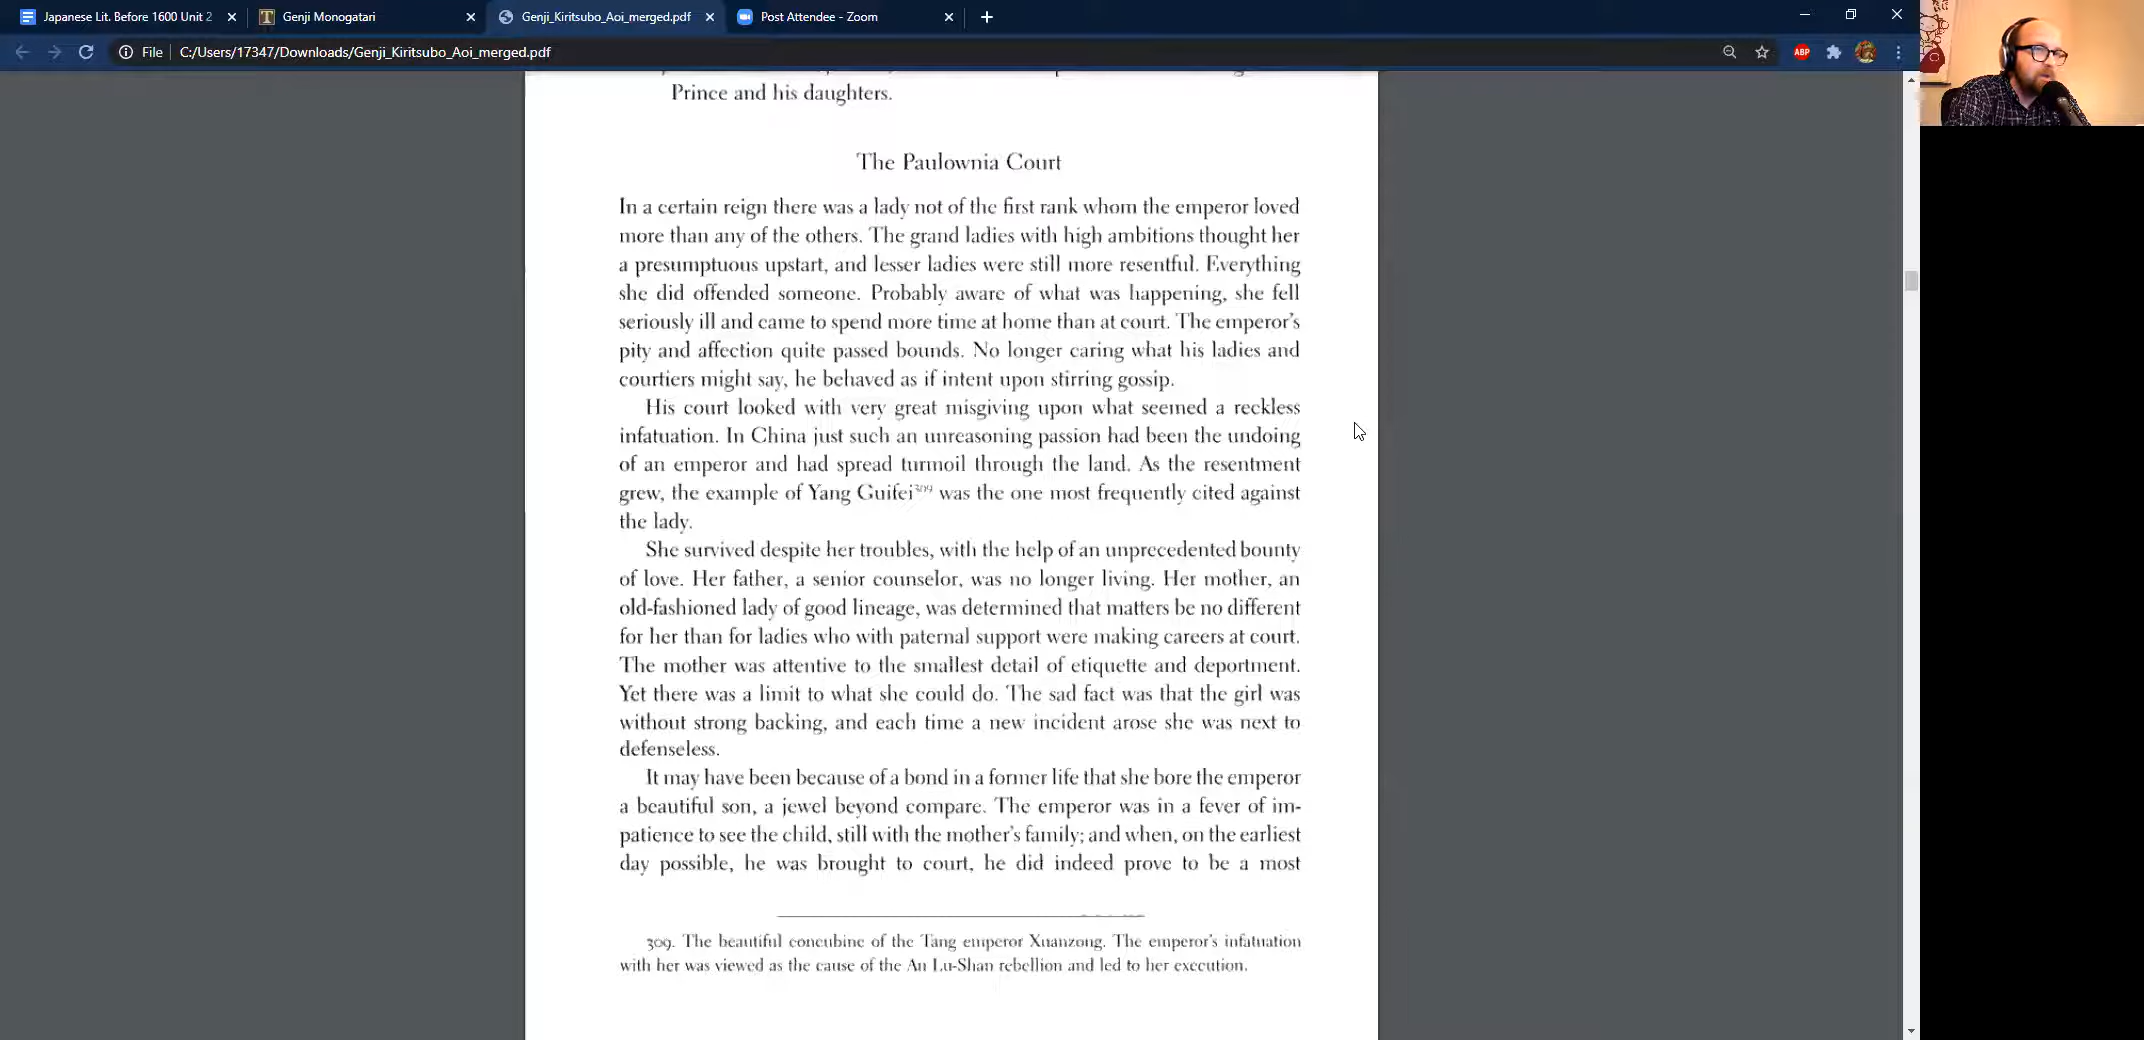 Japanese Lit. Before 1600 Unit 2
Genji Monogatari
Genji_Kiritsubo_Aoi_merged.pdf
Post Attendee - Zoom
File
C:/Users/17347/Downloads/Genji_Kiritsubo_Aoi_merged.pdf
ABP
Prince and his daughters.
The Paulownia Court
In a certain reign there was a lady not of the first rank whom the emperor loved
more than any of the others. The grand ladies with high ambitions thought her
a presumptuous upstart, and lesser ladies were still more resentful. Everything
she did offended someone. Probably aware of what was happening, she fell
seriously ill and came to spend more time at home than at court. The emperor's
pity and affection quite passed bounds. No longer caring what his ladies and
courtiers might say, he behaved as if intent upon stirring gossip.
His court looked with very great misgiving upon what seemed a reckless
infatuation. In China just such an unreasoning passion had been the undoing
of an emperor and had spread turmoil through the land. As the resentment
grew, the example of Yang Guifei309 was the one most frequently cited against
the lady.
She survived despite her troubles, with the help of an unprecedented bounty
of love. Her father, a senior counselor, was no longer living. Her mother, an
old-fashioned lady of good lineage, was determined that matters be no different
for her than for ladies who with paternal support were making careers at court.
The mother was attentive to the smallest detail of etiquette and deportment.
Yet there was a limit to what she could do. The sad fact was that the girl was
without strong backing, and each time a new incident arose she was next to
defenseless.
It may have been because of a bond in a former life that she bore the emperor
a beautiful son, a jewel beyond compare. The emperor was in a fever of im-
patience to see the child, still with the mother's family; and when, on the earliest
day possible, he was brought to court, he did indeed prove to be a most
309. The beautiful concubine of the Tang emperor Xuanzong. The emperor's infatuation
with her was viewed as the cause of the An Lu-Shan rebellion and led to her execution.